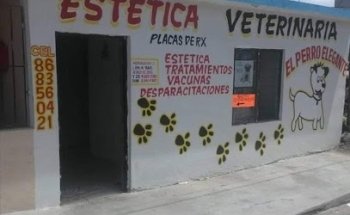 ESTETICA VETERINARIA
PLACAS DE RX
ESTETICA
TRATAMIENTOS
VACUNAS
DESPARACITACIONES
EL PERRO ELEGANTE
CEL
86
83
56
04
21